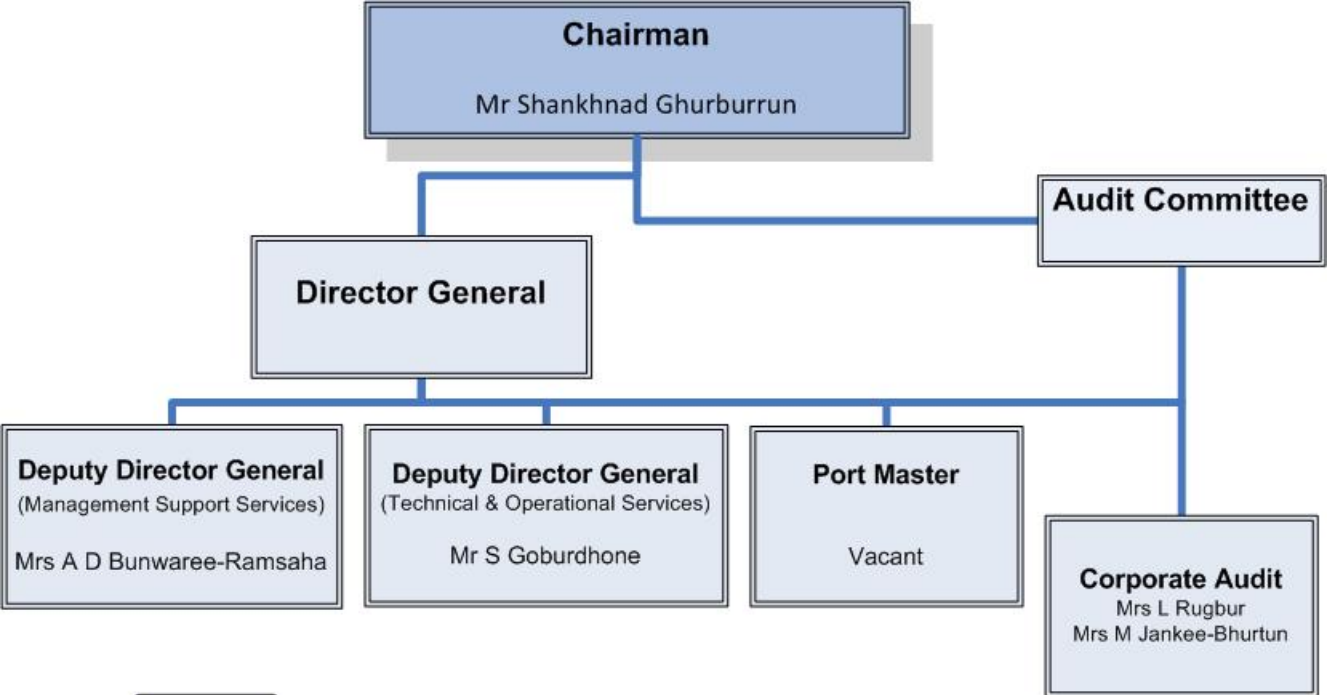 Chairman
Mr Shankhnad Ghurburrun
Audit Committee
Director General
Deputy Director General
(Management Support Services)
Mrs A D Bunwaree-Ramsaha
Deputy Director General
(Technical & Operational Services)
Mr S Goburdhone
Port Master
Vacant
Corporate Audit
Mrs L Rugbur
Mrs M Jankee-Bhurtun